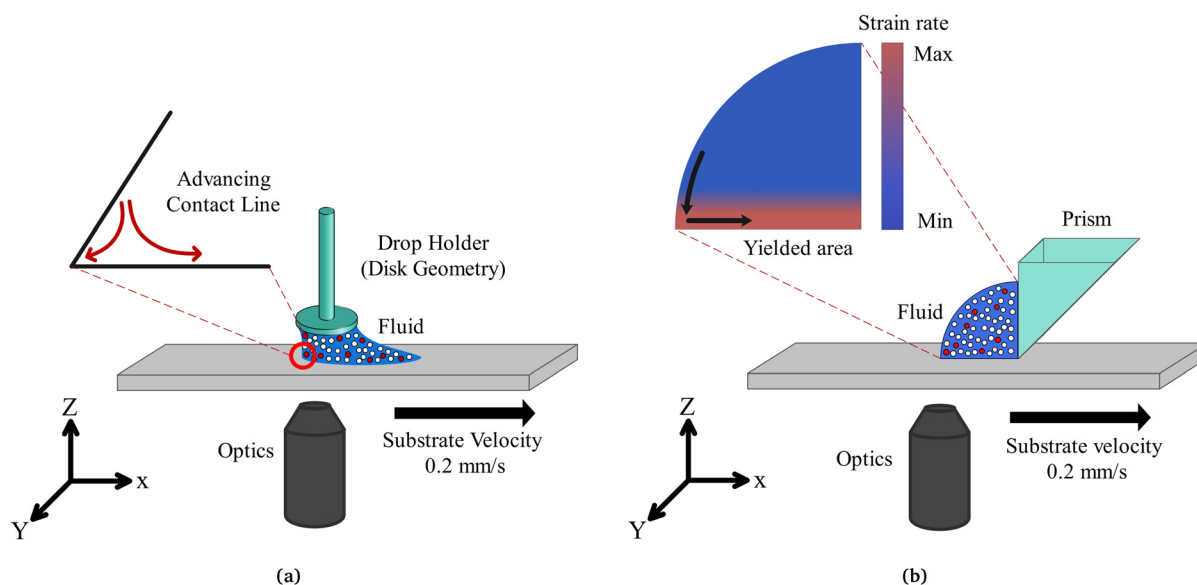 Advancing
Contact Line
Drop Holder
(Disk Geometry)
Fluid
Z
x
Y
Optics
Substrate Velocity
0.2 mm/s
(a)
Strain rate
Max
Min
Yielded area
Prism
Fluid
Z
x
Y
Optics
Substrate velocity
0.2 mm/s
(b)